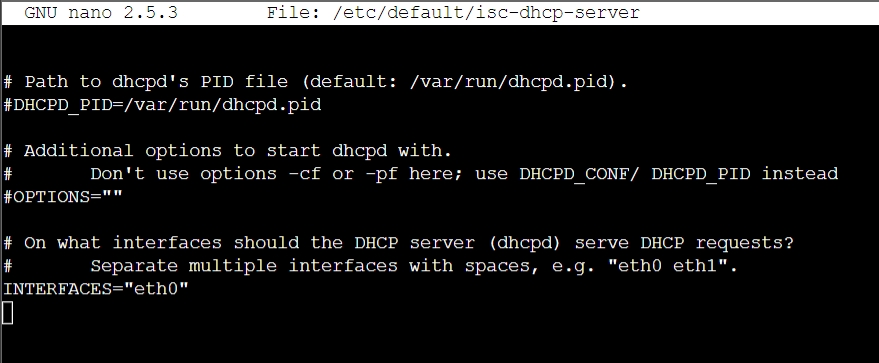 GNU nano 2.5.3 File: /etc/default/isc-dhcp-server
# Path to dhcpd's PID file (default: /var/run/dhcpd.pid).
#DHCPD_PID=/var/run/dhcpd.pid
# Additional options to start dhcpd with.
#       Don't use options -cf or -pf here; use DHCPD_CONF/ DHCPD_PID instead
#OPTIONS=""
# On what interfaces should the DHCP server (dhcpd) serve DHCP requests?
#       Separate multiple interfaces with spaces, e.g. "eth0 eth1".
INTERFACES="eth0"